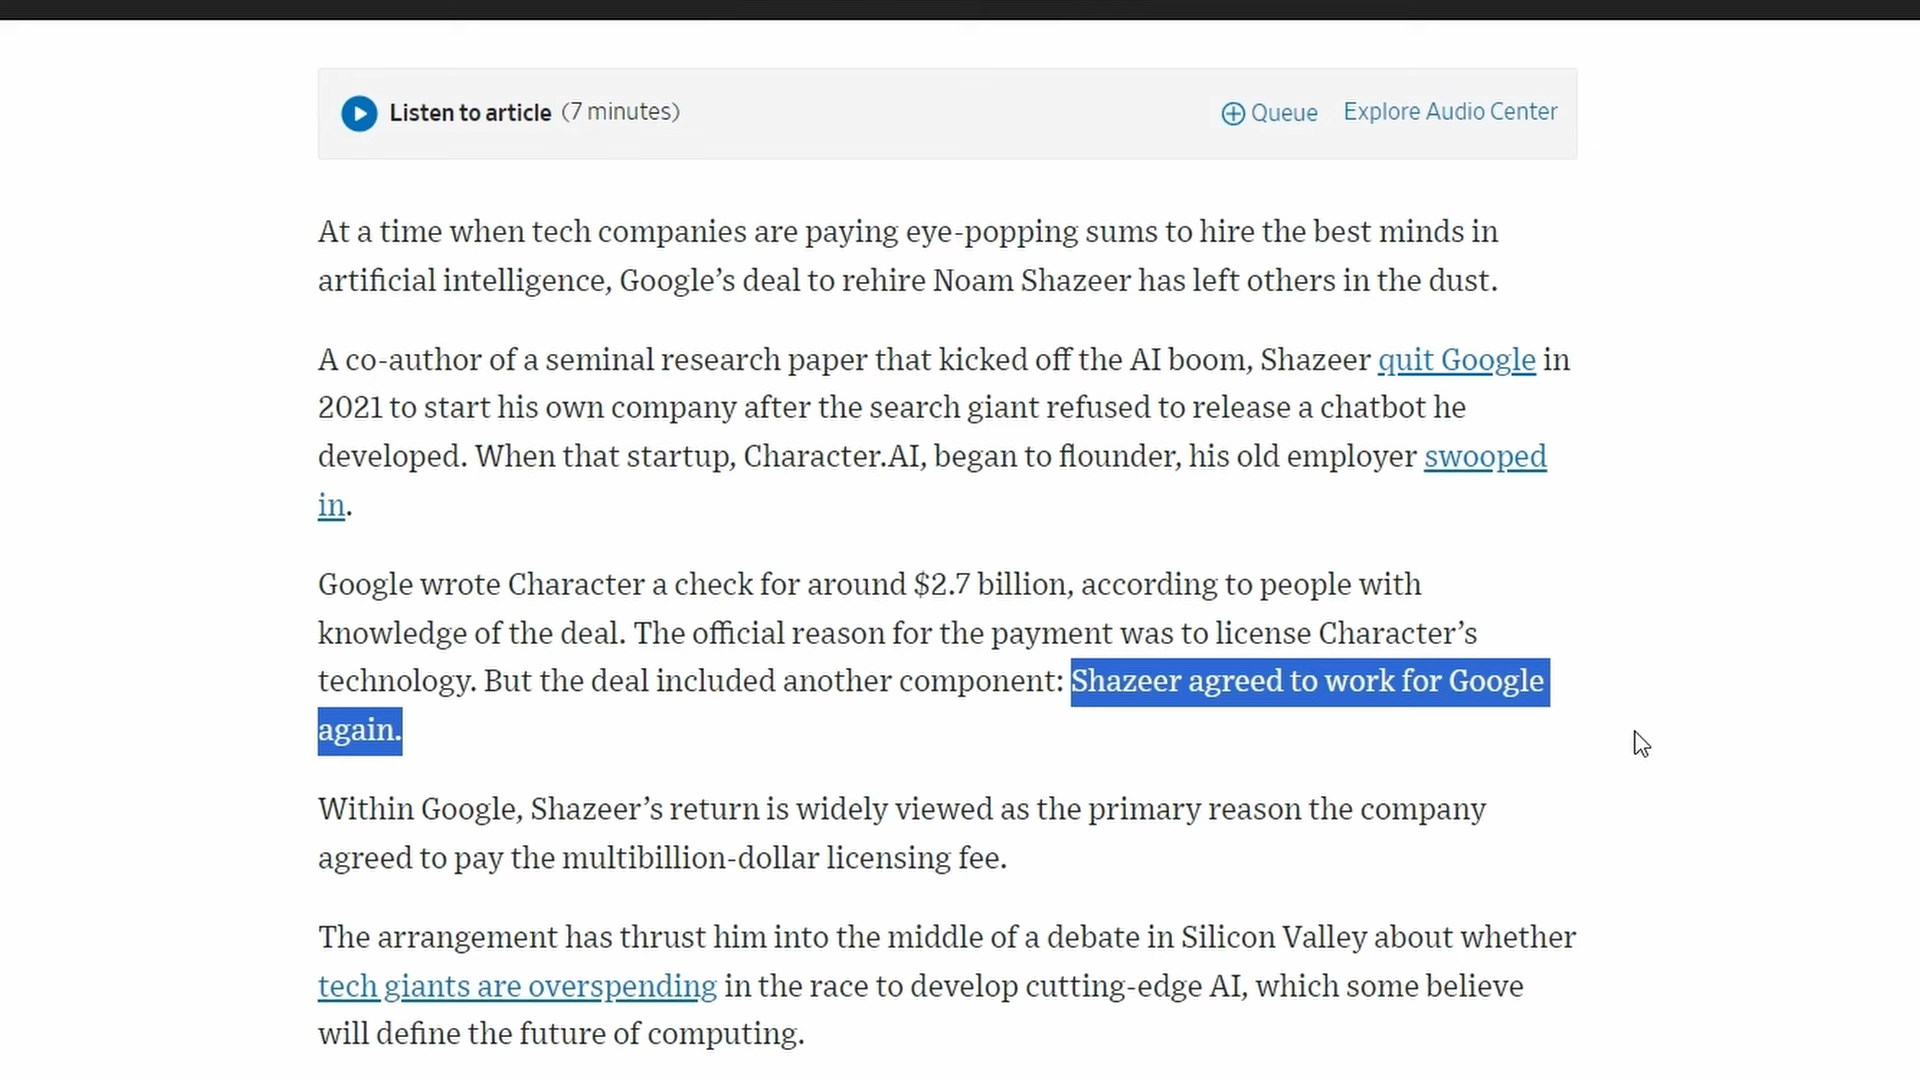 Listen to article (7 minutes)
Queue
Explore Audio Center
At a time when tech companies are paying eye-popping sums to hire the best minds in
artificial intelligence, Google’s deal to rehire Noam Shazeer has left others in the dust.
A co-author of a seminal research paper that kicked off the AI boom, Shazeer quit Google in
2021 to start his own company after the search giant refused to release a chatbot he
developed. When that startup, Character.AI, began to flounder, his old employer swooped
in.
Google wrote Character a check for around $2.7 billion, according to people with
knowledge of the deal. The official reason for the payment was to license Character’s
technology. But the deal included another component: Shazeer agreed to work for Google
again.
Within Google, Shazeer’s return is widely viewed as the primary reason the company
agreed to pay the multibillion-dollar licensing fee.
The arrangement has thrust him into the middle of a debate in Silicon Valley about whether
tech giants are overspending in the race to develop cutting-edge AI, which some believe
will define the future of computing.